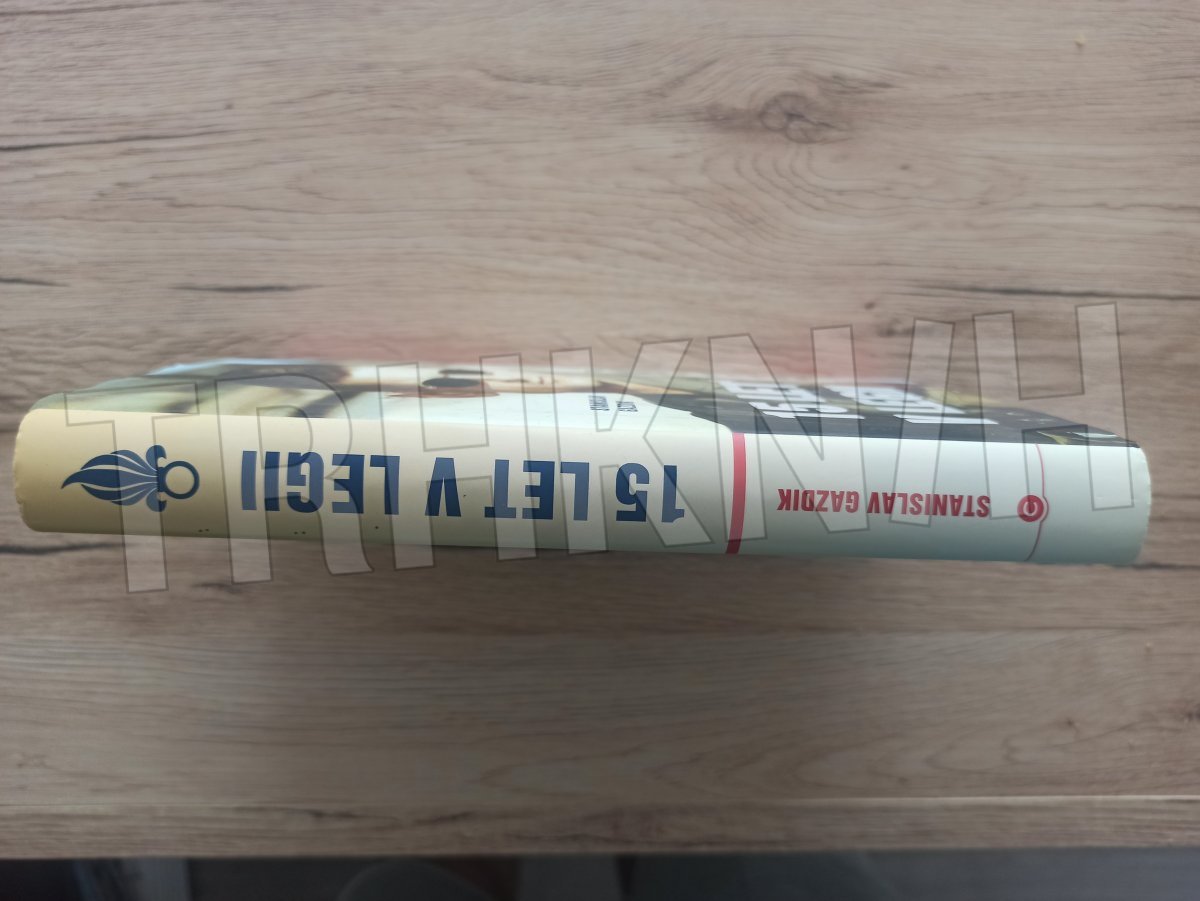 STANISLAV GAZDIK
15 LET V LEGII
TRHKNIH